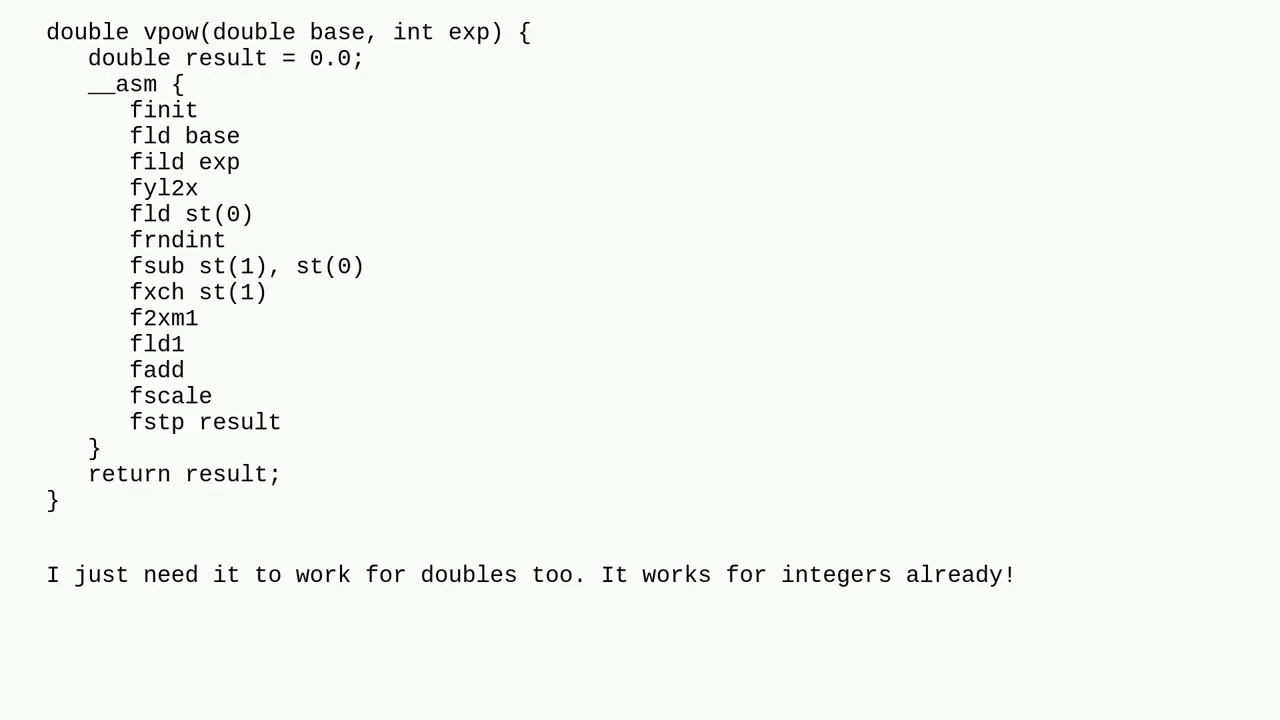 double vpow(double base, int exp) {
   double result = 0.0;
   __asm {
      finit
      fld base
      fild exp
      fyl2x
      fld st(0)
      frndint
      fsub st(1), st(0)
      fxch st(1)
      f2xm1
      fld1
      fadd
      fscale
      fstp result
   }
   return result;
}
I just need it to work for doubles too. It works for integers already!